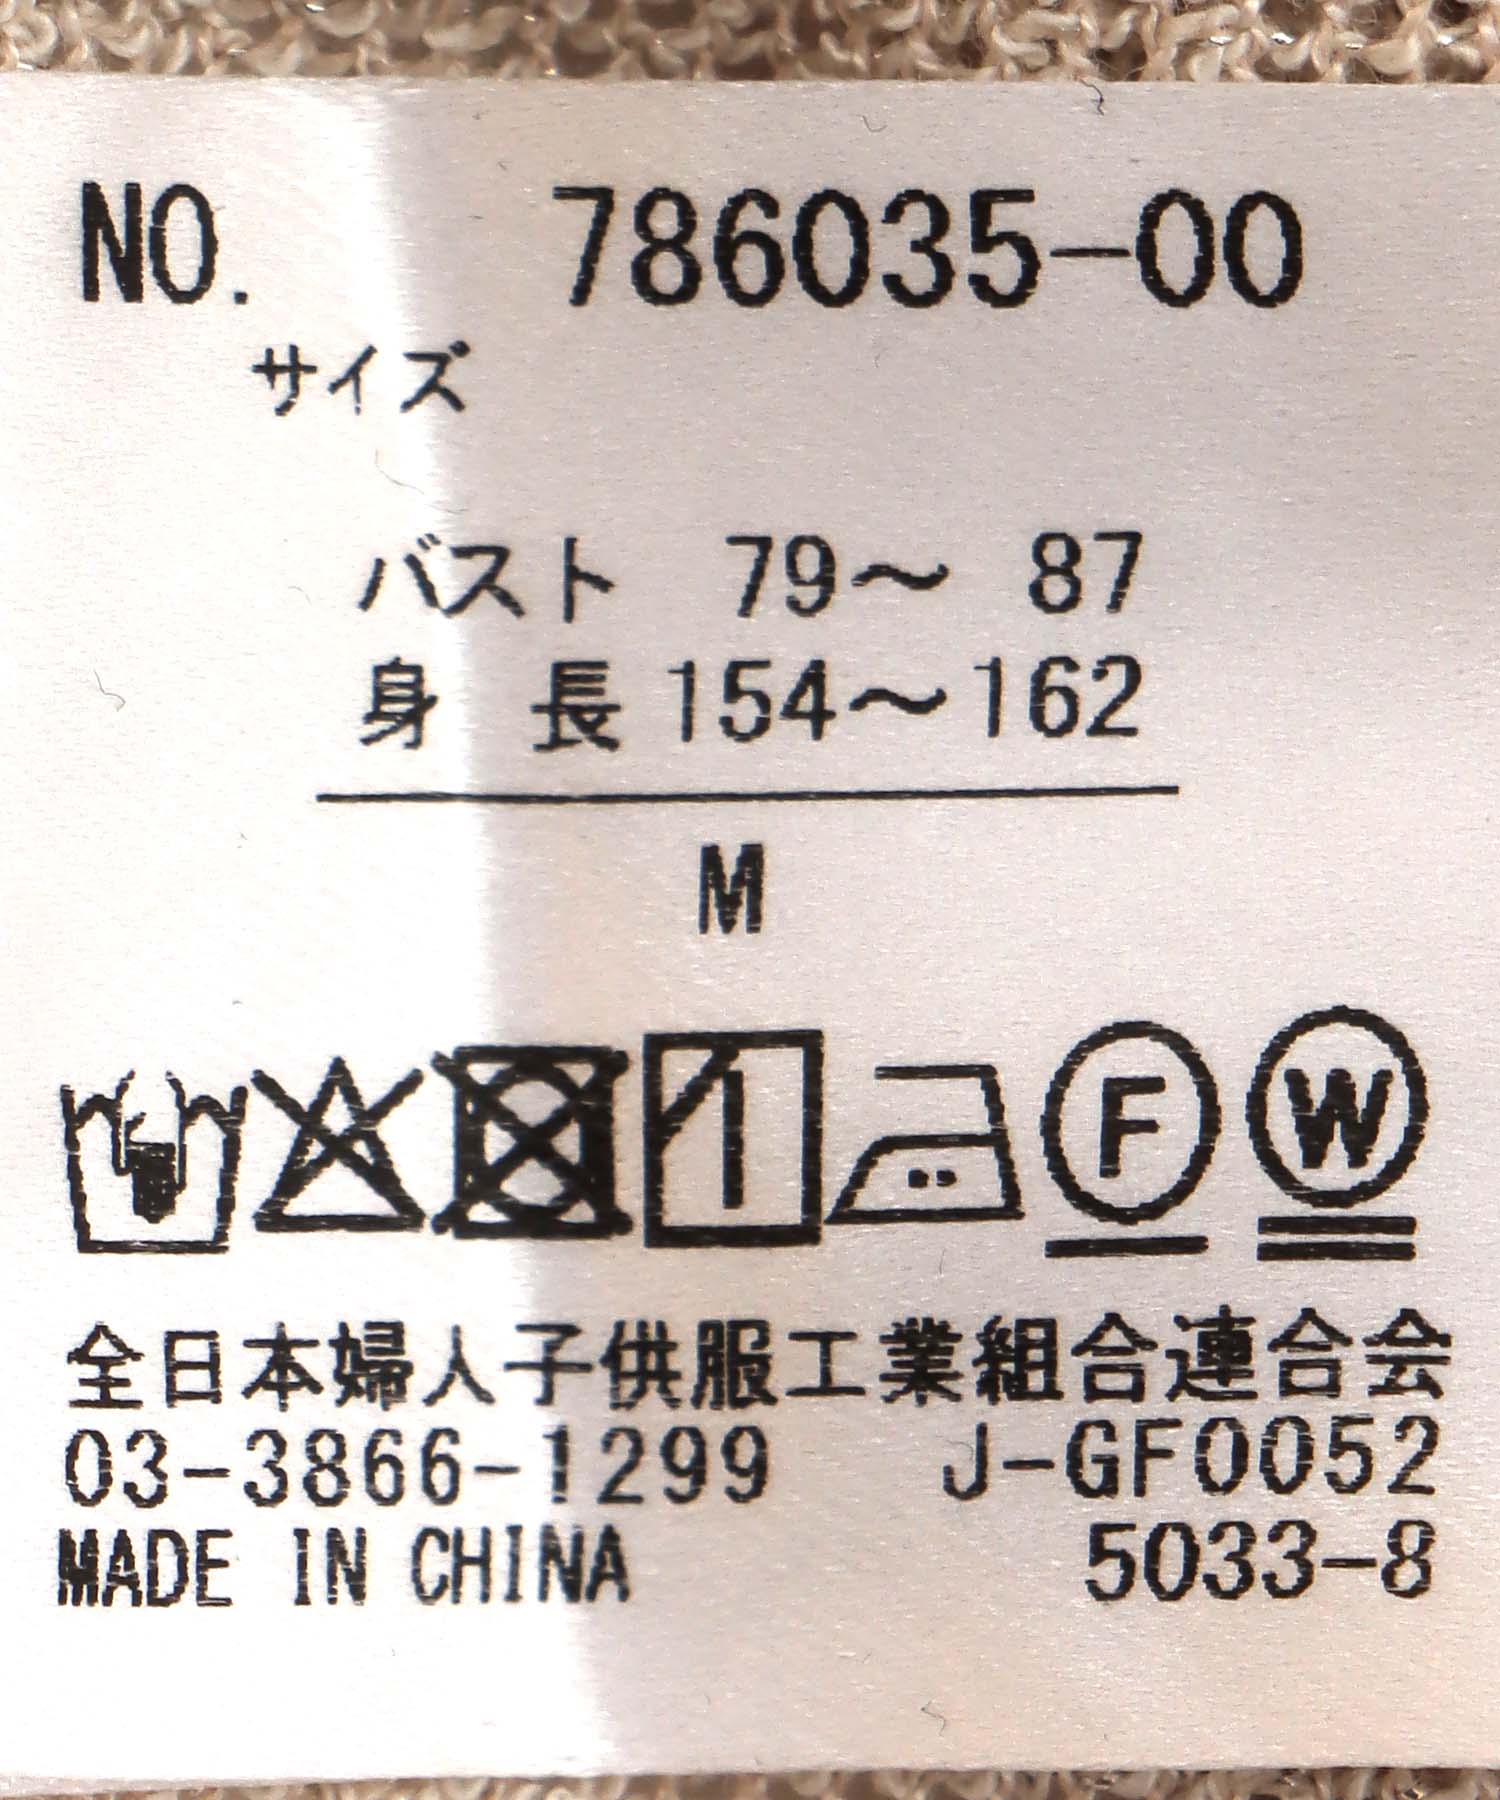 NO. 786035-00
サイズ
バスト 79～ 87
身 長 154～162
M
F W
全日本婦人子供服工業組合連合会
03-3866-1299 J-GF0052
MADE IN CHINA 5033-8